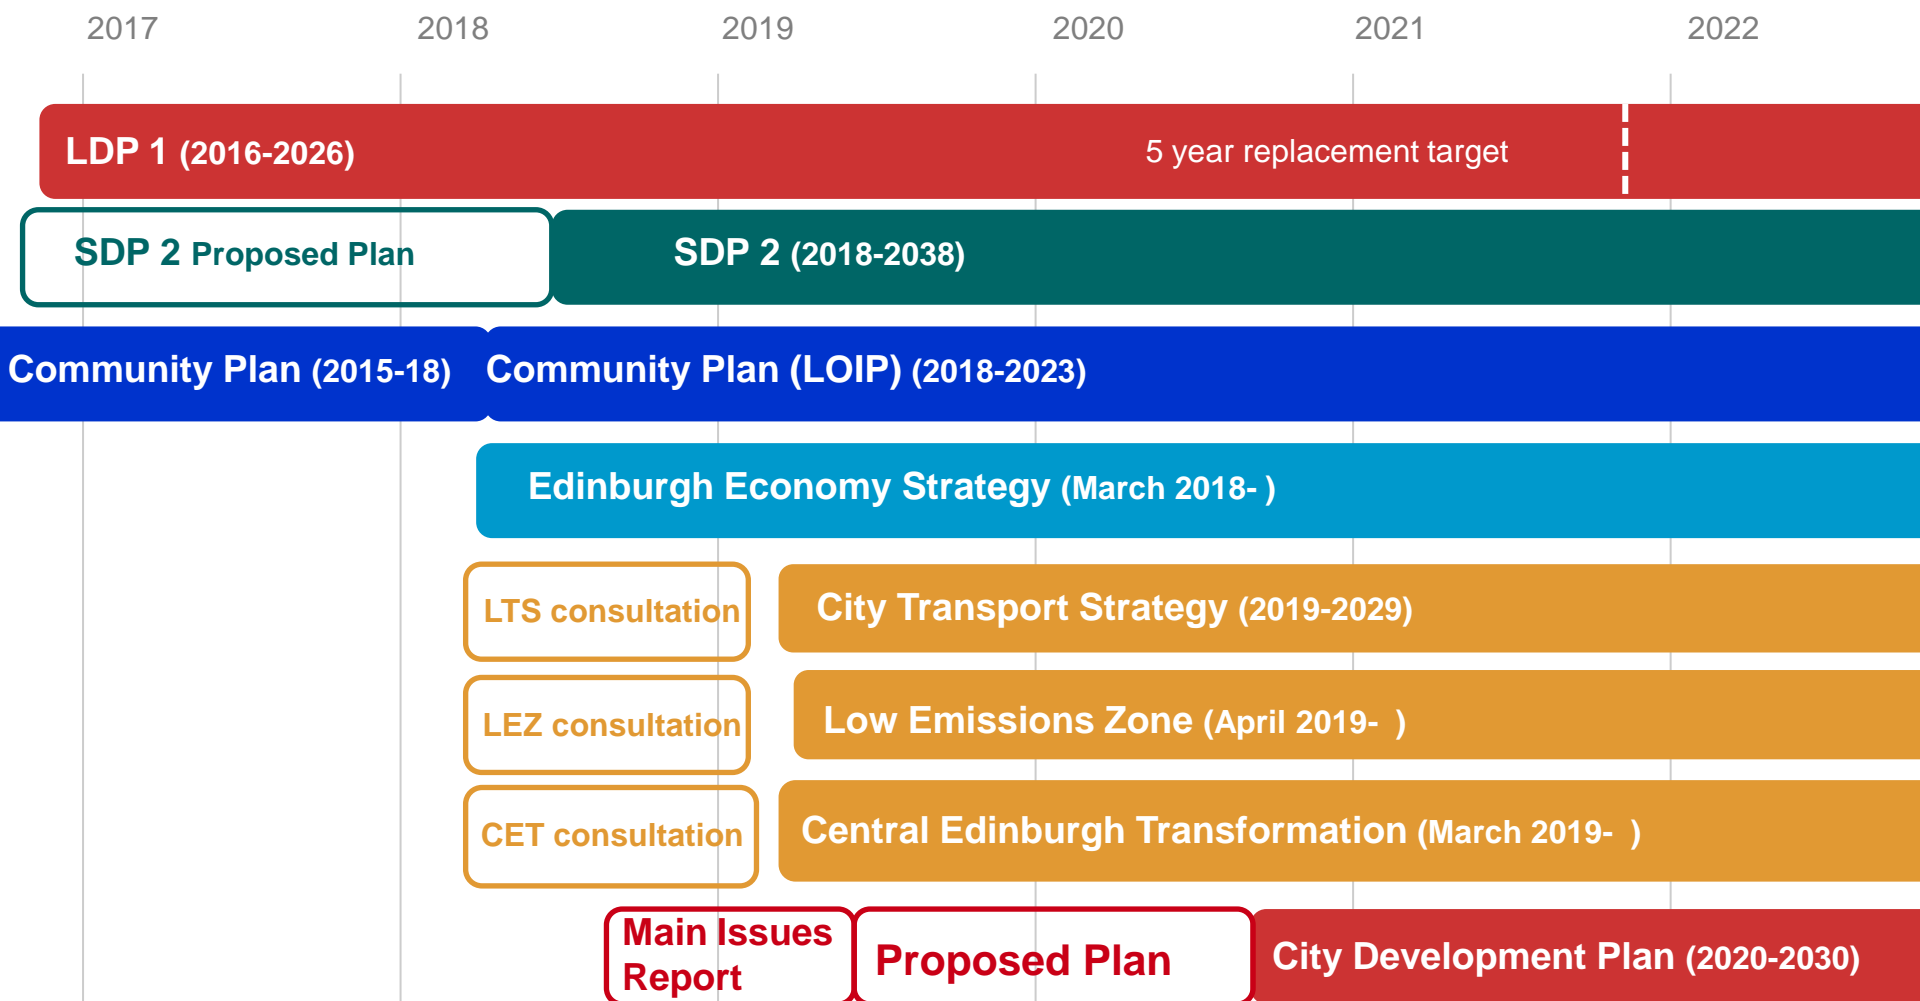 2017 2018 2019 2020 2021 2022
LDP 1 (2016-2026) 5 year replacement target
SDP 2 Proposed Plan SDP 2 (2018-2038)
Community Plan (2015-18) Community Plan (LOIP) (2018-2023)
Edinburgh Economy Strategy (March 2018- )
LTS consultation City Transport Strategy (2019-2029)
LEZ consultation Low Emissions Zone (April 2019- )
CET consultation Central Edinburgh Transformation (March 2019- )
Main Issues
Report
Proposed Plan
City Development Plan (2020-2030)